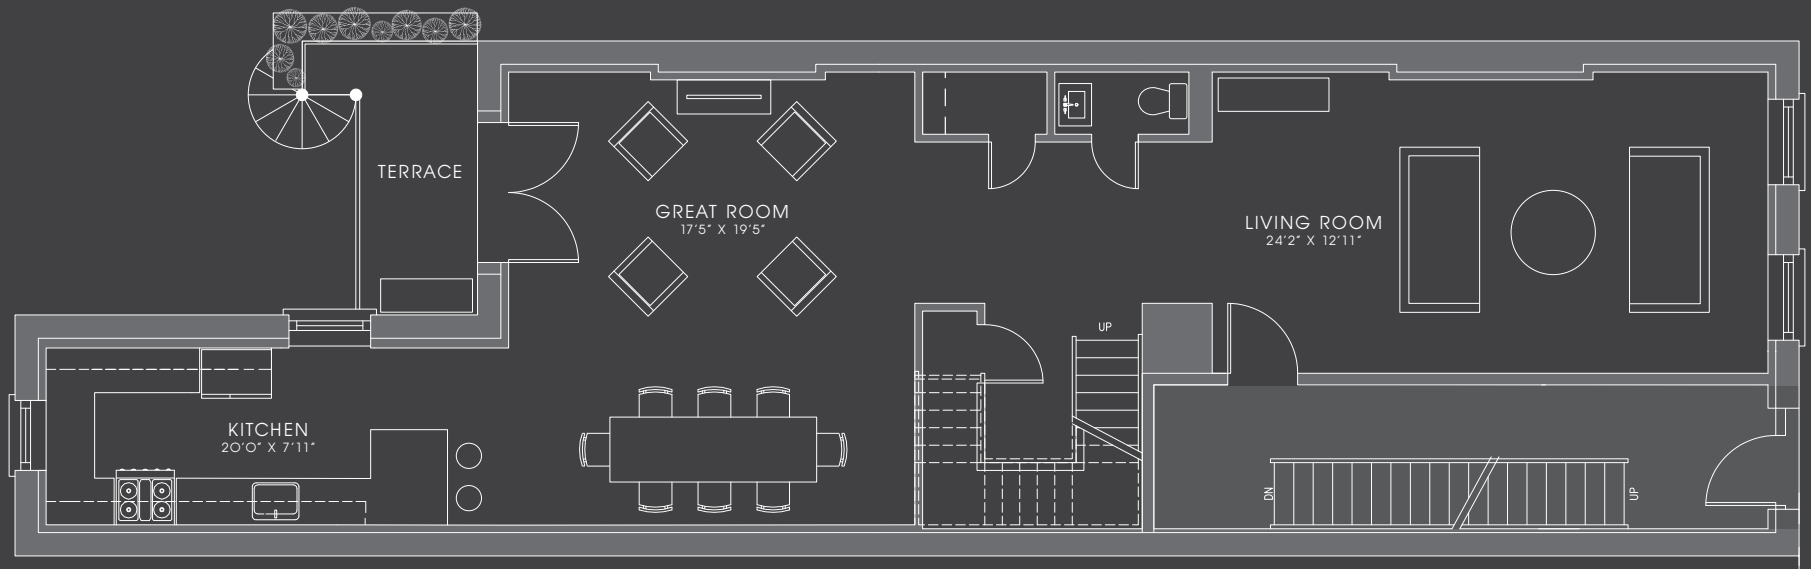 TERRACE
GREAT ROOM
17'5" X 19'5"
LIVING ROOM
24'2" X 12'11"
UP
KITCHEN
20'0" X 7'11"
DN
UP